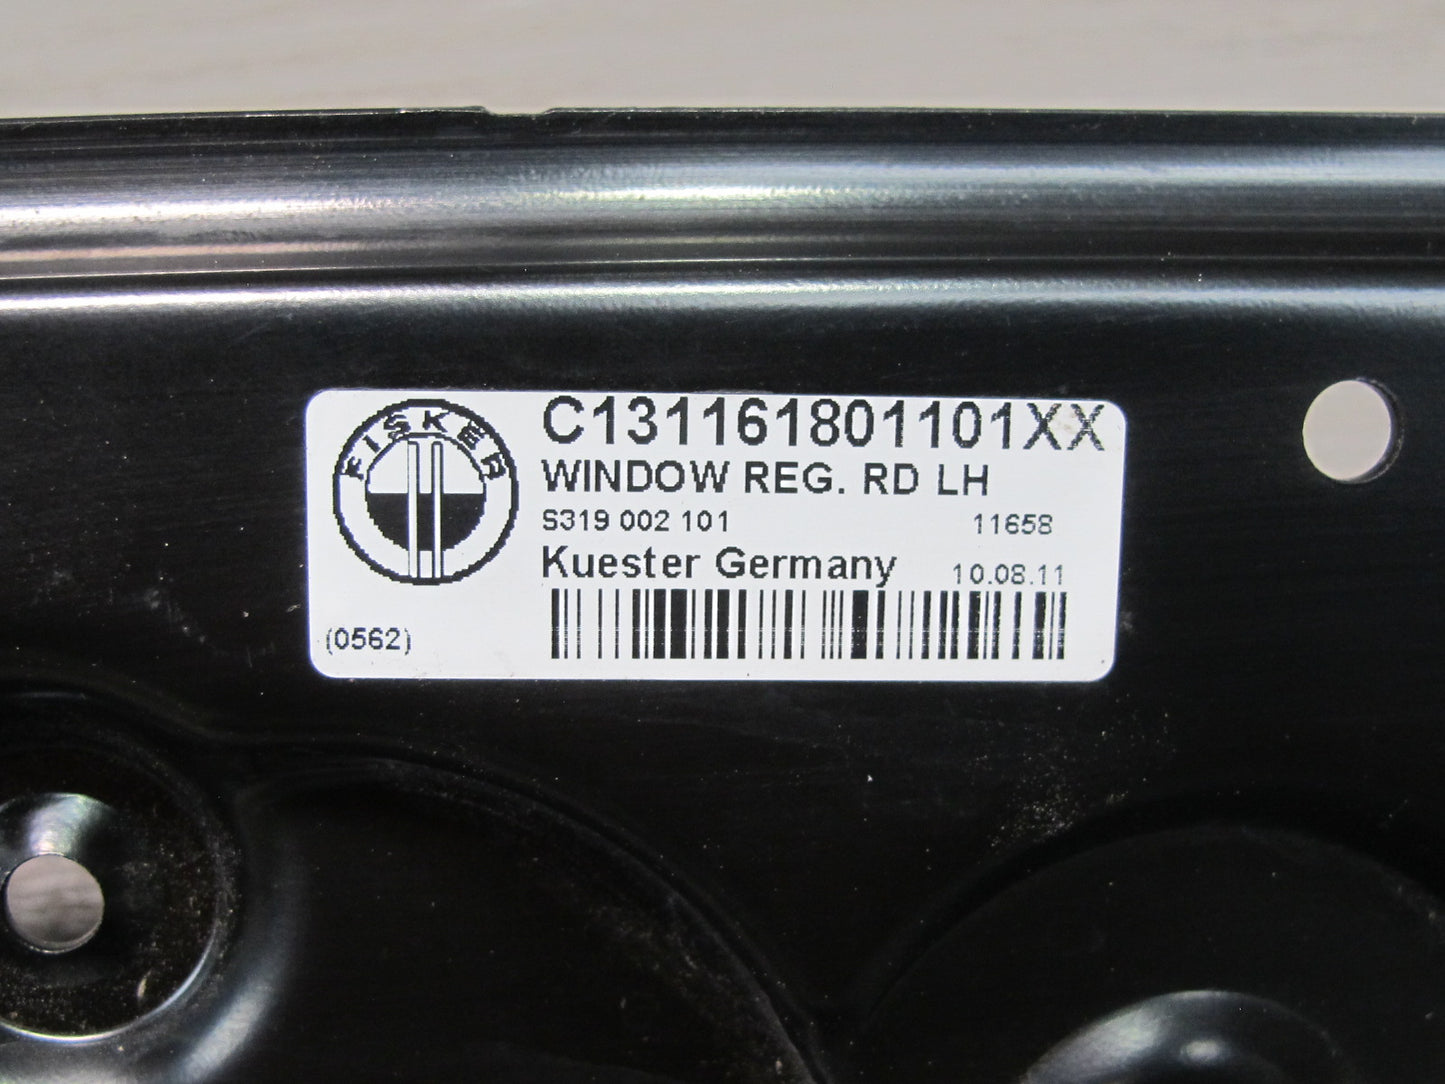 FISKER
C131161801101XX
WINDOW REG. RD LH
S319 002 101 11658
Kuester Germany 10.08.11
(0562)